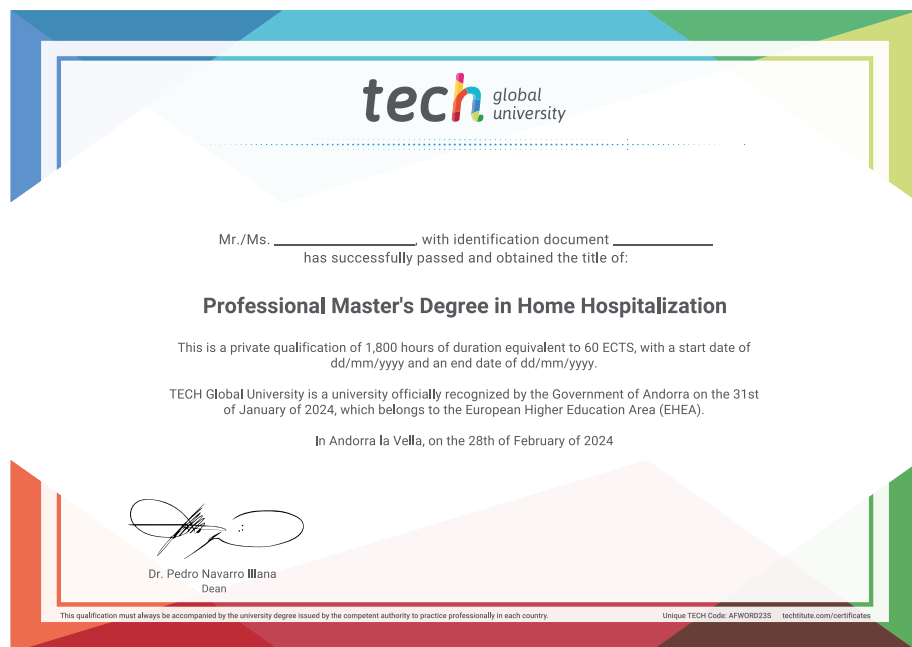 tech global
university
Mr./Ms. ____________________, with identification document ______________
has successfully passed and obtained the title of:
Professional Master's Degree in Home Hospitalization
This is a private qualification of 1,800 hours of duration equivalent to 60 ECTS, with a start date of
dd/mm/yyyy and an end date of dd/mm/yyyy.
TECH Global University is a university officially recognized by the Government of Andorra on the 31st
of January of 2024, which belongs to the European Higher Education Area (EHEA).
In Andorra la Vella, on the 28th of February of 2024
Dr. Pedro Navarro Illana
Dean
This qualification must always be accompanied by the university degree issued by the competent authority to practice professionally in each country.
Unique TECH Code: AFWORD23S techtitute.com/certificates